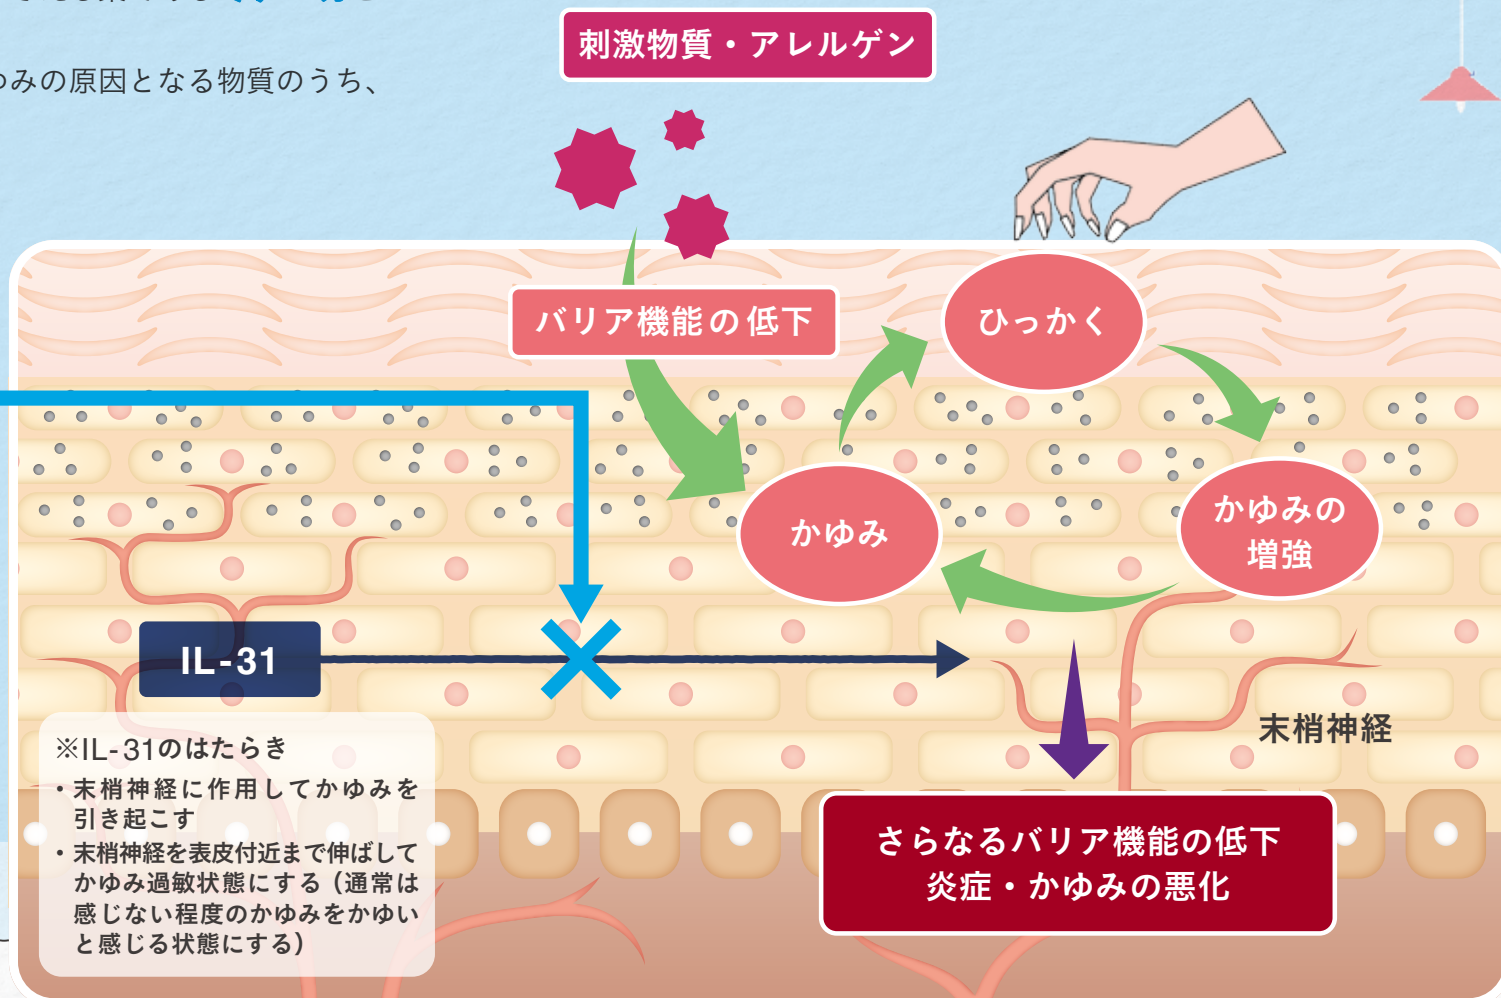 刺激物質・アレルゲン
ゆみの原因となる物質のうち、
バリア機能の低下
ひっかく
かゆみ
かゆみの
増強
IL-31
末梢神経
※IL-31のはたらき
・末梢神経に作用してかゆみを
引き起こす
・末梢神経を表皮付近まで伸ばして
かゆみ過敏状態にする（通常は
感じない程度のかゆみをかゆい
と感じる状態にする）
さらなるバリア機能の低下
炎症・かゆみの悪化